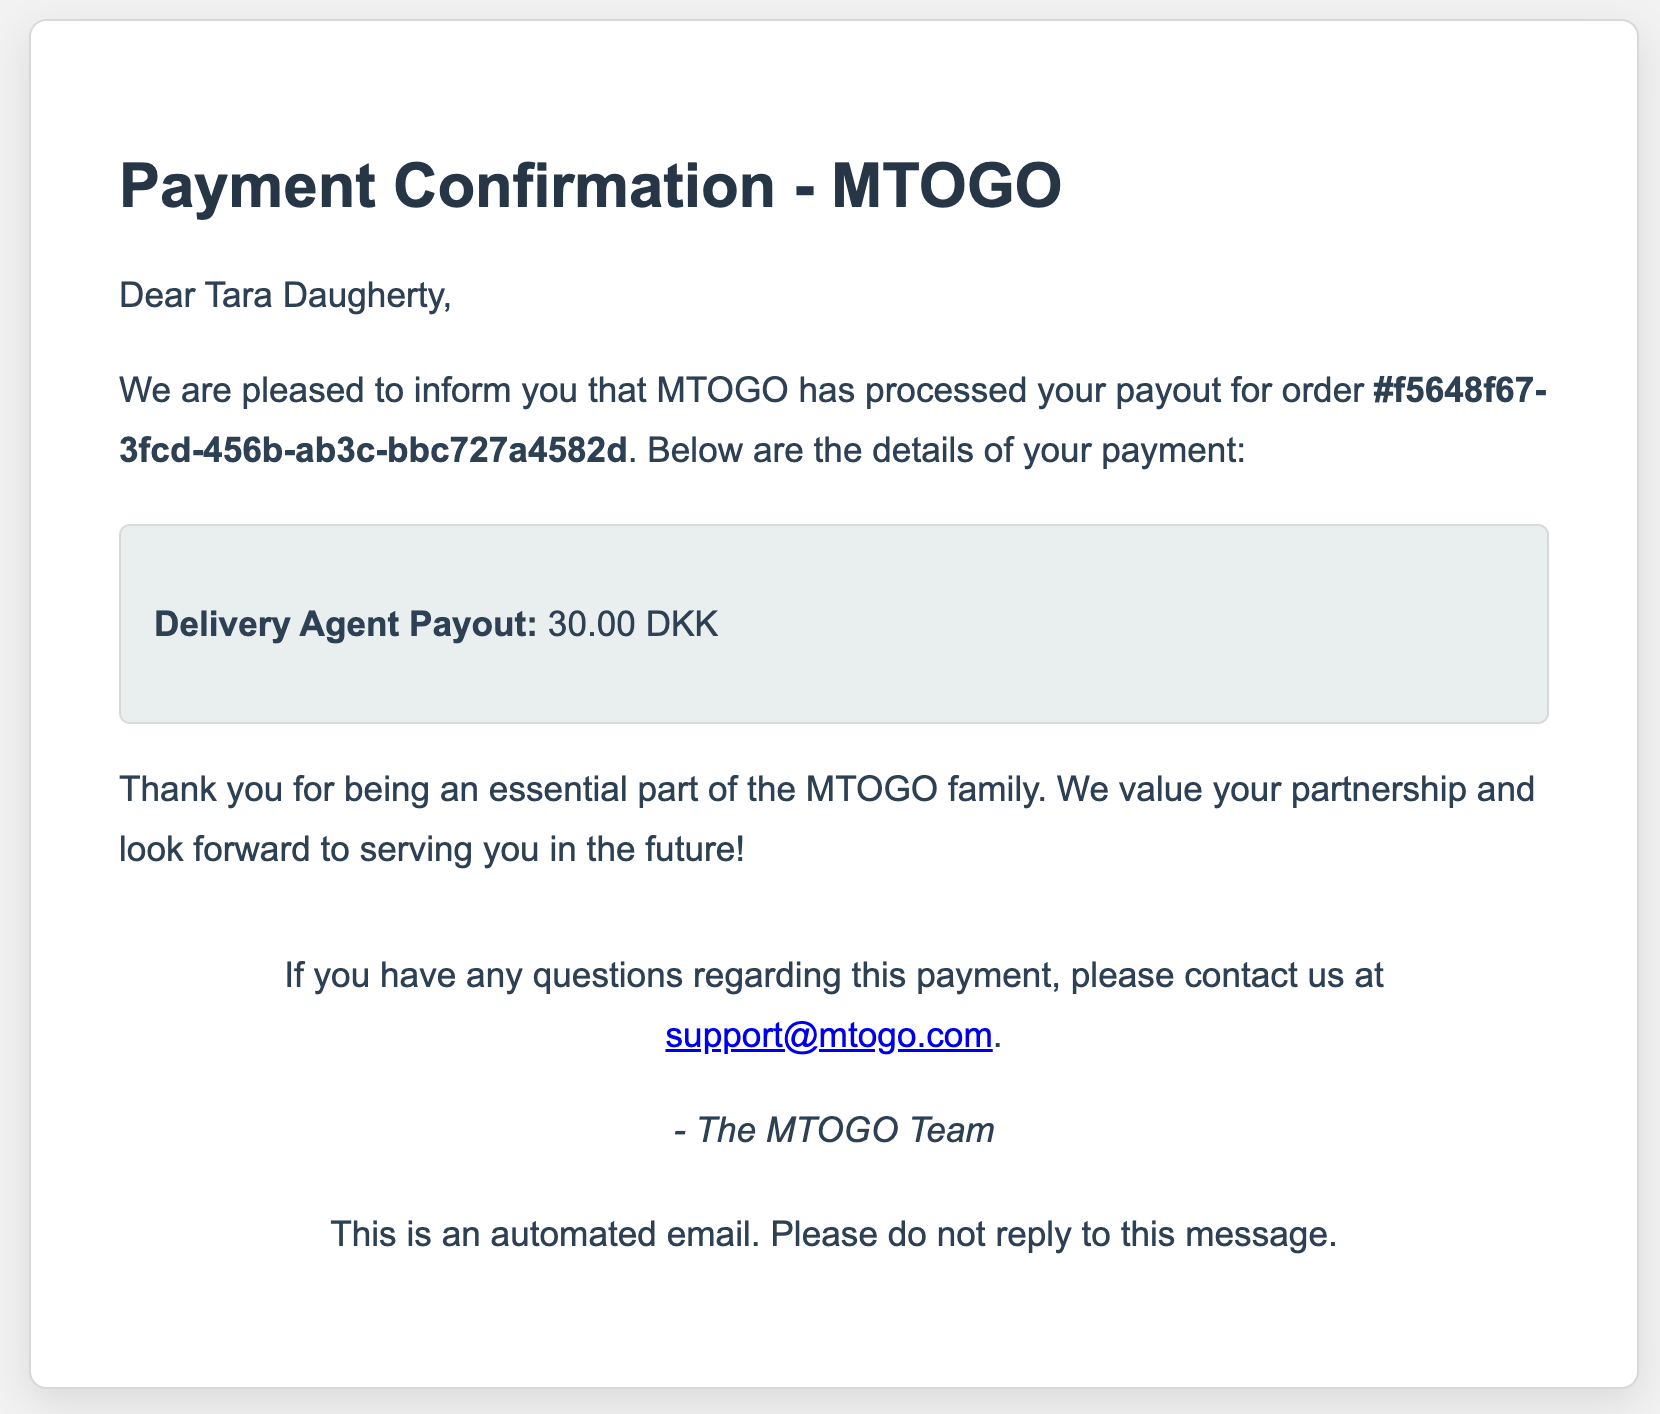 Payment Confirmation - MTOGO
Dear Tara Daugherty,
We are pleased to inform you that MTOGO has processed your payout for order #f5648f67-
3fcd-456b-ab3c-bbc727a4582d. Below are the details of your payment:
Delivery Agent Payout: 30.00 DKK
Thank you for being an essential part of the MTOGO family. We value your partnership and
look forward to serving you in the future!
If you have any questions regarding this payment, please contact us at
support@mtogo.com.
- The MTOGO Team
This is an automated email. Please do not reply to this message.